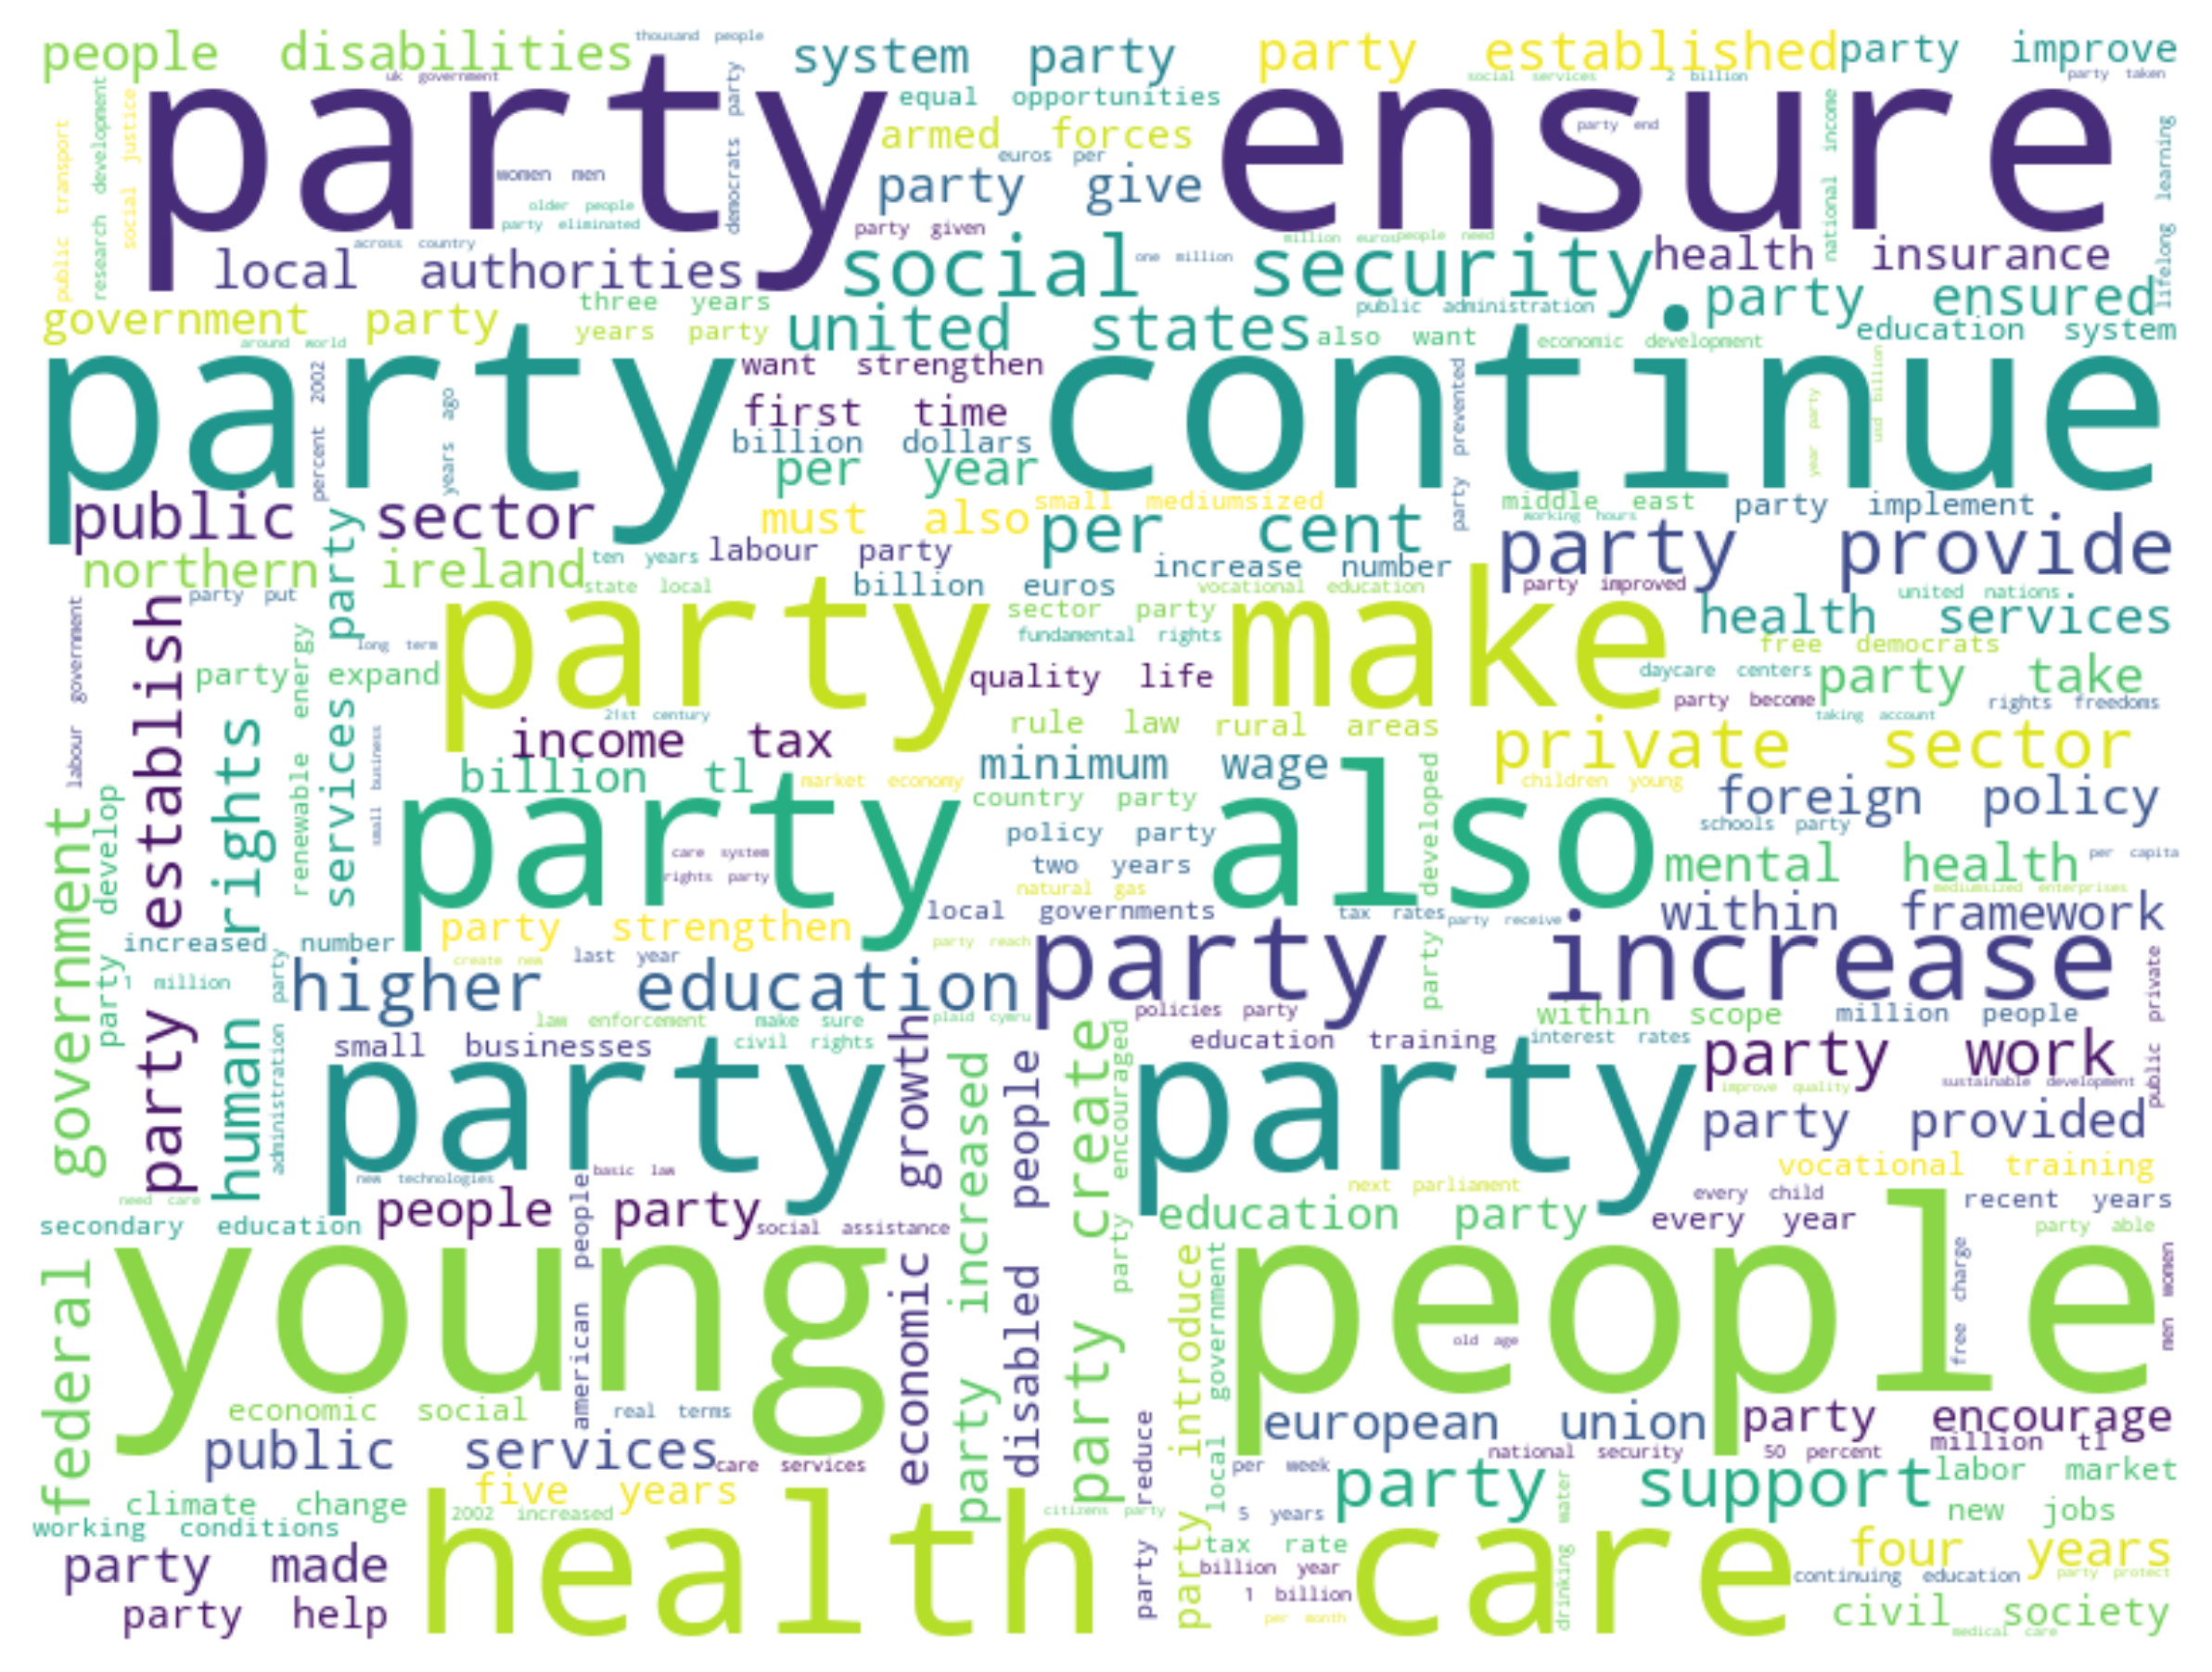 people disabilities
thousand people
system party
party established
party improve
uk government
social services
2 billion
party taken
party ensure
equal opportunities
armed forces
party end
euros per
women men
party give
older people
party eliminated
party given
across country
million euros
people need
local authorities
social security
one million
health insurance
public transport
research development
social justice
democrats party
national income
lifelong learning
three years
public administration
party ensured
government party
years party
united states
also want
education system
around world
economic development
party continue
want strengthen
percent 2002
years ago
first time
billion dollars
per year
party prevented
year party
usd billion
public sector
must also
small mediumsized
per cent
middle east
party implement
working hours
party provide
northern ireland
ten years
labour party
increase number
state local
billion euros
vocational education
party improved
united nations
party put
services party
party make
sector party
health services
fundamental rights
free democrats
long term
party expand
quality life
daycare centers
party take
party become
rights freedoms
labour government
party establish
human rights
renewable energy
21st century
rule law
rural areas
taking account
income tax
private sector
small business
billion tl
market economy
minimum wage
children young
party also
country party
foreign policy
policy party
schools party
care system
two years
mental health
per capita
rights party
natural gas
mediumsized enterprises
party developed
local governments
tax rates
party receive
within framework
party strengthen
increased number
party reach
party increase
create new
last year
federal government
party develop
1 million
higher education
administration party
policies party
within scope
million people
public private
law enforcement
make sure
plaid cymru
small businesses
civil rights
education training
interest rates
party work
party party
improve quality
sustainable development
party provided
economic growth
party increased
disabled people
party create
party encouraged
new technologies
basic law
vocational training
need care
next parliament
every child
recent years
secondary education
people party
social assistance
education party
every year
party able
young people
american people
party introduce
local government
free charge
men women
old age
economic social
real terms
european union
party encourage
public services
care services
national security
50 percent
million tl
party reduce
per week
party support
labor market
five years
climate change
2002 increased
citizens party
5 years
drinking water
new jobs
working conditions
health care
tax rate
four years
party made
billion year
continuing education
party protect
1 billion
party help
per month
civil society
medical care